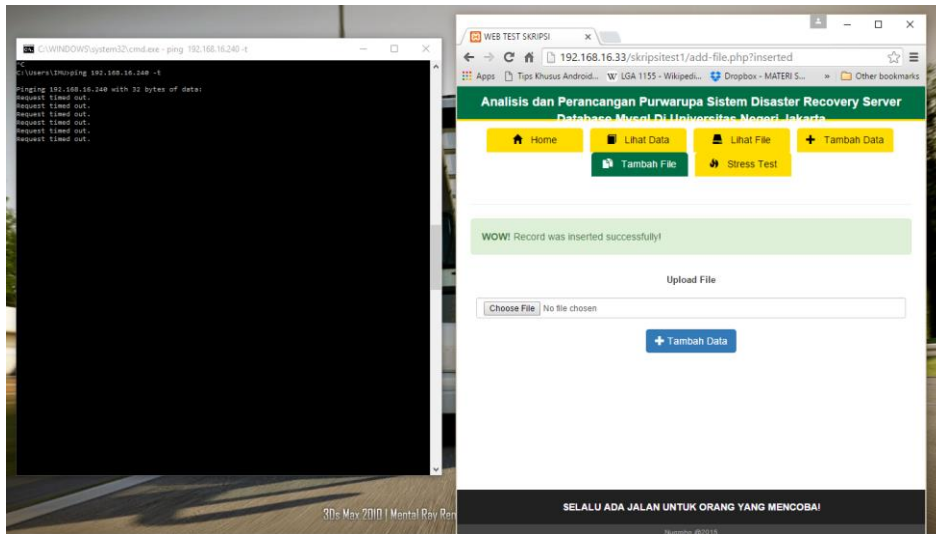 C:\WINDOWS\system32\cmd.exe - ping 192.168.16.240 -t
^C
C:\Users\IMU>ping 192.168.16.240 -t
Pinging 192.168.16.240 with 32 bytes of data:
Request timed out.
Request timed out.
Request timed out.
Request timed out.
Request timed out.
Request timed out.
WEB TEST SKRIPSI
192.168.16.33/skripsitest1/add-file.php?inserted
Apps Tips Khusus Android... LGA 1155 - Wikipedi... Dropbox - MATERI S... » Other bookmarks
Analisis dan Perancangan Purwarupa Sistem Disaster Recovery Server
Database Mysql Di Universitas Negeri Jakarta
Home Lihat Data Lihat File Tambah Data
Tambah File Stress Test
WOW! Record was inserted successfully!
Upload File
Choose File No file chosen
Tambah Data
SELALU ADA JALAN UNTUK ORANG YANG MENCOBA!
3Ds Max 2010 | Mental Ray Ren